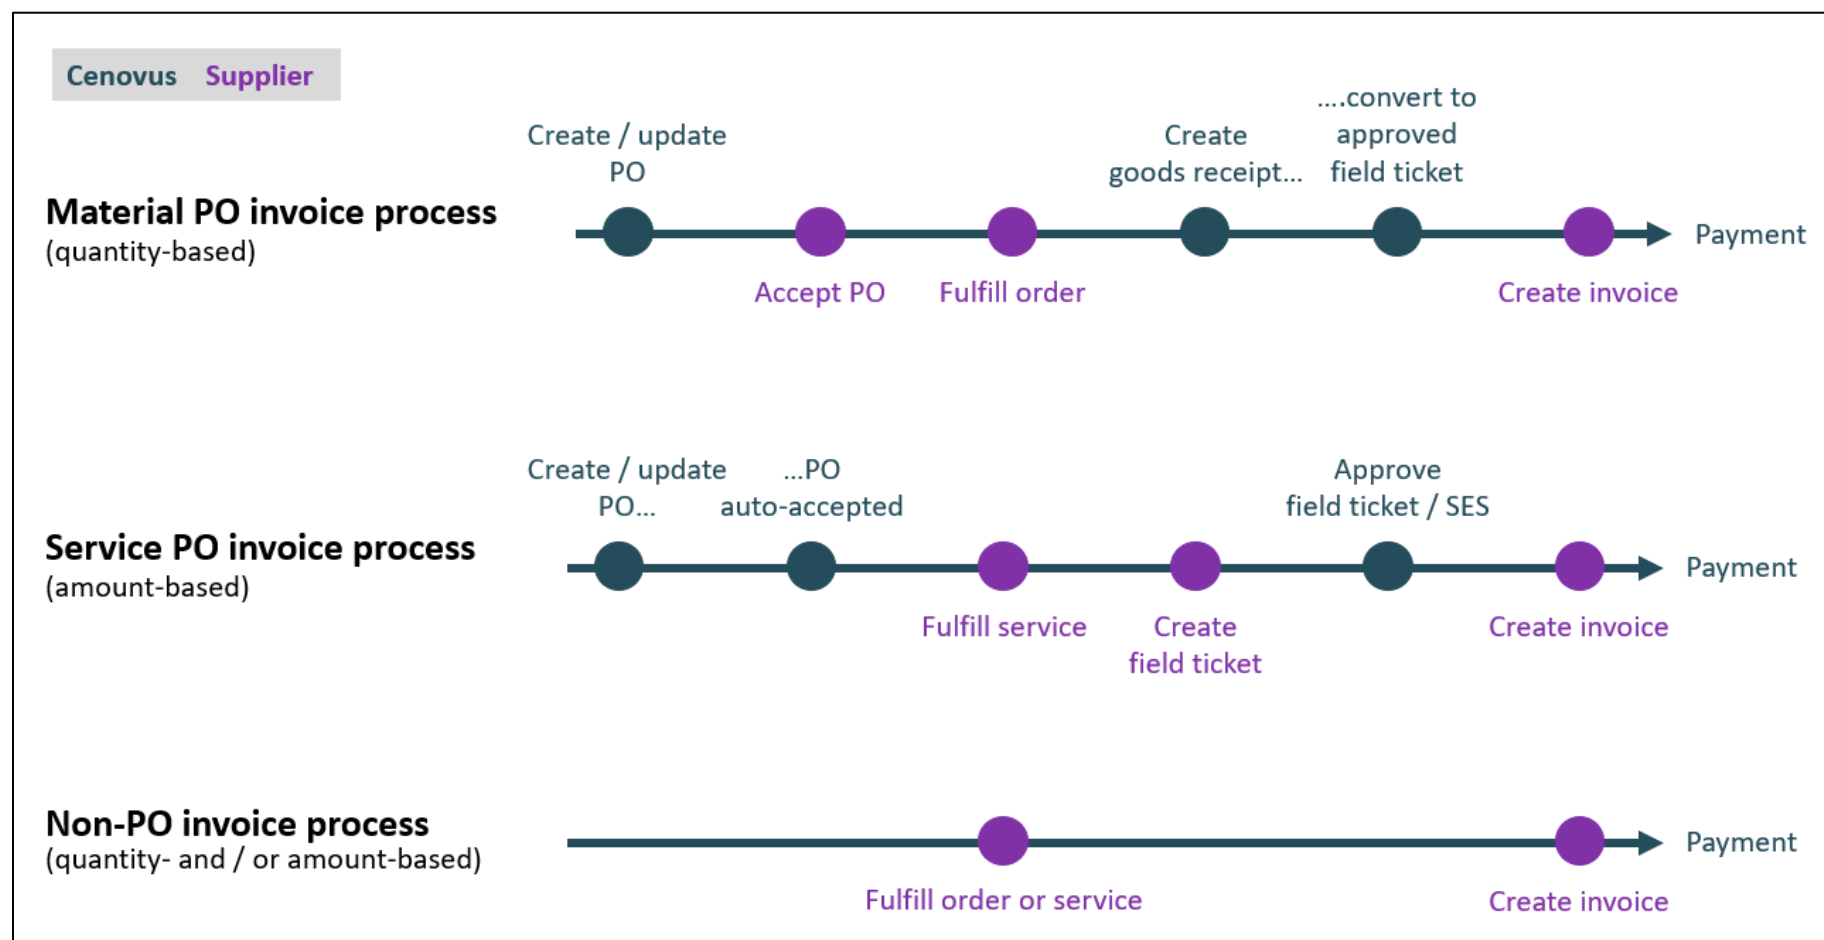 Cenovus Supplier
Material PO invoice process
(quantity-based)
Create / update
PO
Accept PO
Fulfill order
Create
goods receipt...
....convert to
approved
field ticket
Create invoice
Payment
Service PO invoice process
(amount-based)
Create / update
PO...
...PO
auto-accepted
Fulfill service
Create
field ticket
Approve
field ticket / SES
Create invoice
Payment
Non-PO invoice process
(quantity- and / or amount-based)
Fulfill order or service
Create invoice
Payment